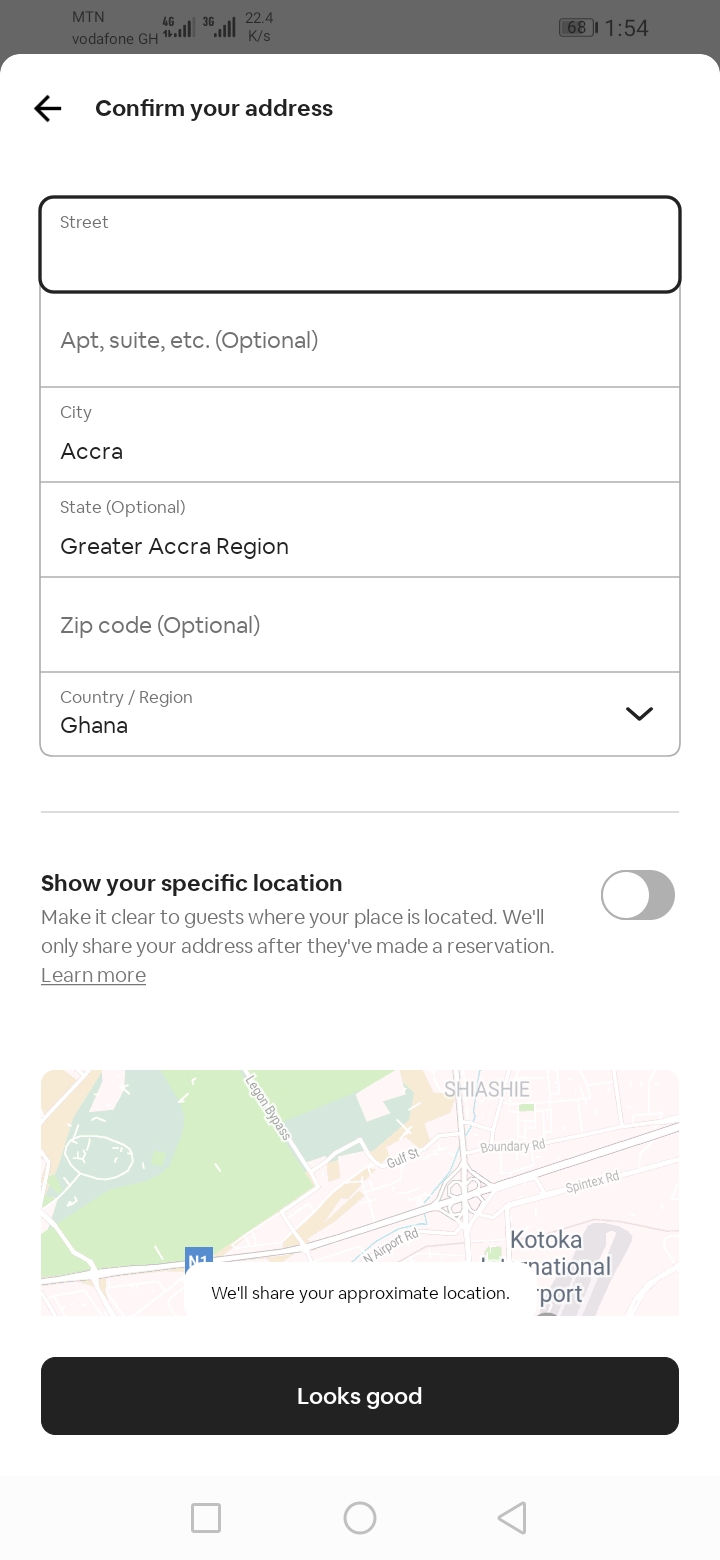 MTN
vodafone GH
4G
3G
22.4
K/s
68
1:54
Confirm your address
Street
Apt, suite, etc. (Optional)
City
Accra
State (Optional)
Greater Accra Region
Zip code (Optional)
Country / Region
Ghana
Show your specific location
Make it clear to guests where your place is located. We'll
only share your address after they've made a reservation.
Learn more
SHIASHIE
Legon Bypass
Boundary Rd
Gulf St
Spintex Rd
N Airport Rd
Kotoka
N1
We'll share your approximate location.
Looks good